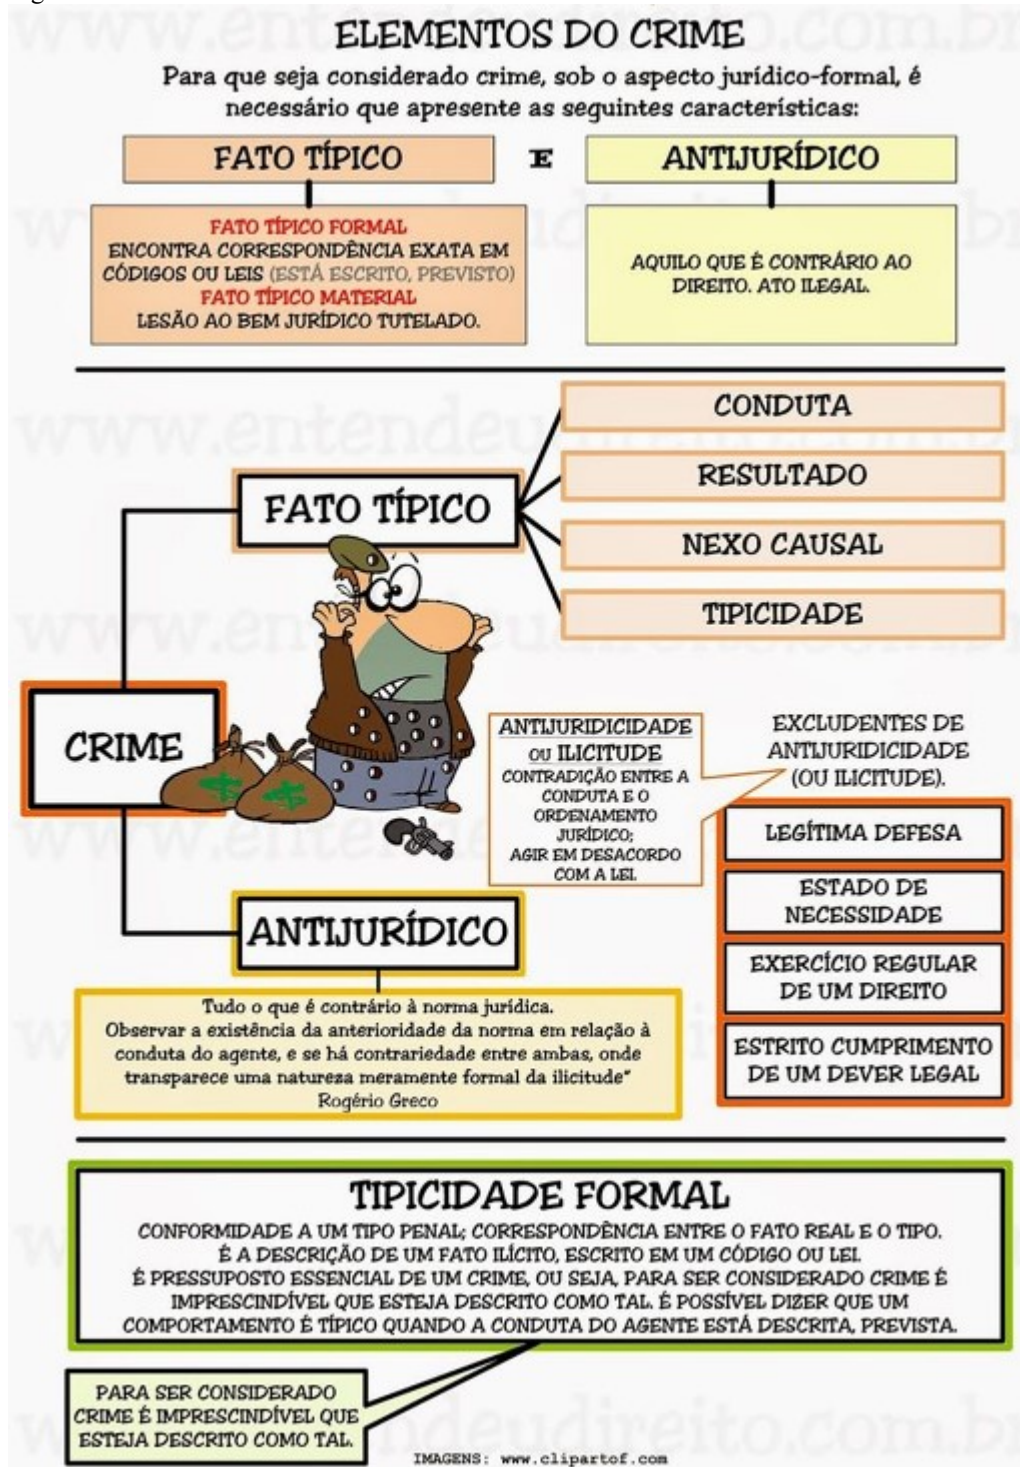 ELEMENTOS DO CRIME
Para que seja considerado crime, sob o aspecto jurídico-formal, é
necessário que apresente as seguintes características:
FATO TÍPICO
E
ANTIJURÍDICO
FATO TÍPICO FORMAL
ENCONTRA CORRESPONDÊNCIA EXATA EM
CÓDIGOS OU LEIS (ESTÁ ESCRITO, PREVISTO)
FATO TÍPICO MATERIAL
LESÃO AO BEM JURÍDICO TUTELADO.
AQUILO QUE É CONTRÁRIO AO
DIREITO. ATO ILEGAL.
FATO TÍPICO
CONDUTA
RESULTADO
NEXO CAUSAL
TIPICIDADE
CRIME
ANTIJURIDICIDADE
OU ILICITUDE
CONTRADIÇÃO ENTRE A
CONDUTA E O
ORDENAMENTO
JURÍDICO;
AGIR EM DESACORDO
COM A LEI.
EXCLUDENTES DE
ANTIJURIDICIDADE
(OU ILICITUDE).
LEGÍTIMA DEFESA
ESTADO DE
NECESSIDADE
EXERCÍCIO REGULAR
DE UM DIREITO
ESTRITO CUMPRIMENTO
DE UM DEVER LEGAL
ANTIJURÍDICO
Tudo o que é contrário à norma jurídica.
Observar a existência da anterioridade da norma em relação à
conduta do agente, e se há contrariedade entre ambas, onde
transparece uma natureza meramente formal da ilicitude"
Rogério Greco
TIPICIDADE FORMAL
CONFORMIDADE A UM TIPO PENAL; CORRESPONDÊNCIA ENTRE O FATO REAL E O TIPO.
É A DESCRIÇÃO DE UM FATO ILÍCITO, ESCRITO EM UM CÓDIGO OU LEI.
É PRESSUPOSTO ESSENCIAL DE UM CRIME, OU SEJA, PARA SER CONSIDERADO CRIME É
IMPRESCINDÍVEL QUE ESTEJA DESCRITO COMO TAL. É POSSÍVEL DIZER QUE UM
COMPORTAMENTO É TÍPICO QUANDO A CONDUTA DO AGENTE ESTÁ DESCRITA, PREVISTA.
PARA SER CONSIDERADO
CRIME É IMPRESCINDÍVEL QUE
ESTEJA DESCRITO COMO TAL.
IMAGENS: www.clipartof.com
www.entendeudireito.com.br